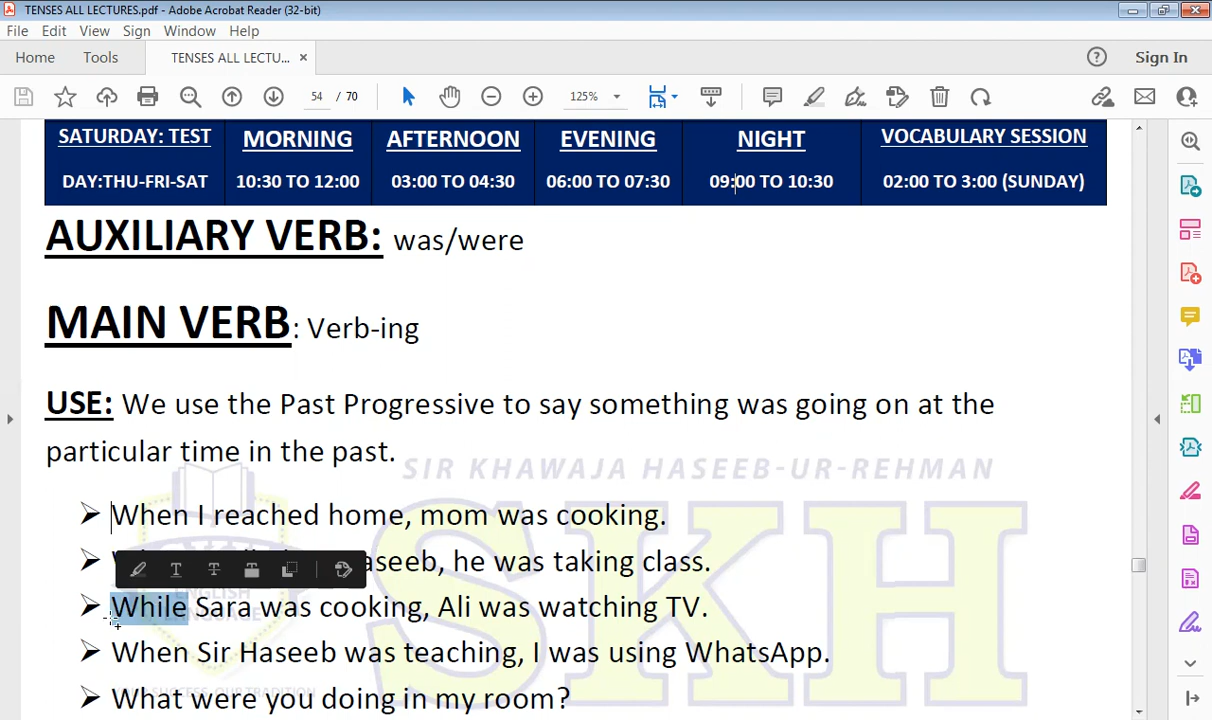 TENSES ALL LECTURES.pdf - Adobe Acrobat Reader (32-bit)
File Edit View Sign Window Help
Home Tools TENSES ALL LECTU... × Sign In
54 / 70 125%
SATURDAY: TEST MORNING AFTERNOON EVENING NIGHT VOCABULARY SESSION
DAY:THU-FRI-SAT 10:30 TO 12:00 03:00 TO 04:30 06:00 TO 07:30 09:00 TO 10:30 02:00 TO 3:00 (SUNDAY)
AUXILIARY VERB: was/were
MAIN VERB: Verb-ing
USE: We use the Past Progressive to say something was going on at the
particular time in the past.
SIR KHAWAJA HASEEB-UR-REHMAN
SKH
➢ When I reached home, mom was cooking.
➢ aseeb, he was taking class.
ENGLISH
LANGUAGE
➢ While Sara was cooking, Ali was watching TV.
➢ When Sir Haseeb was teaching, I was using WhatsApp.
➢ What were you doing in my room?